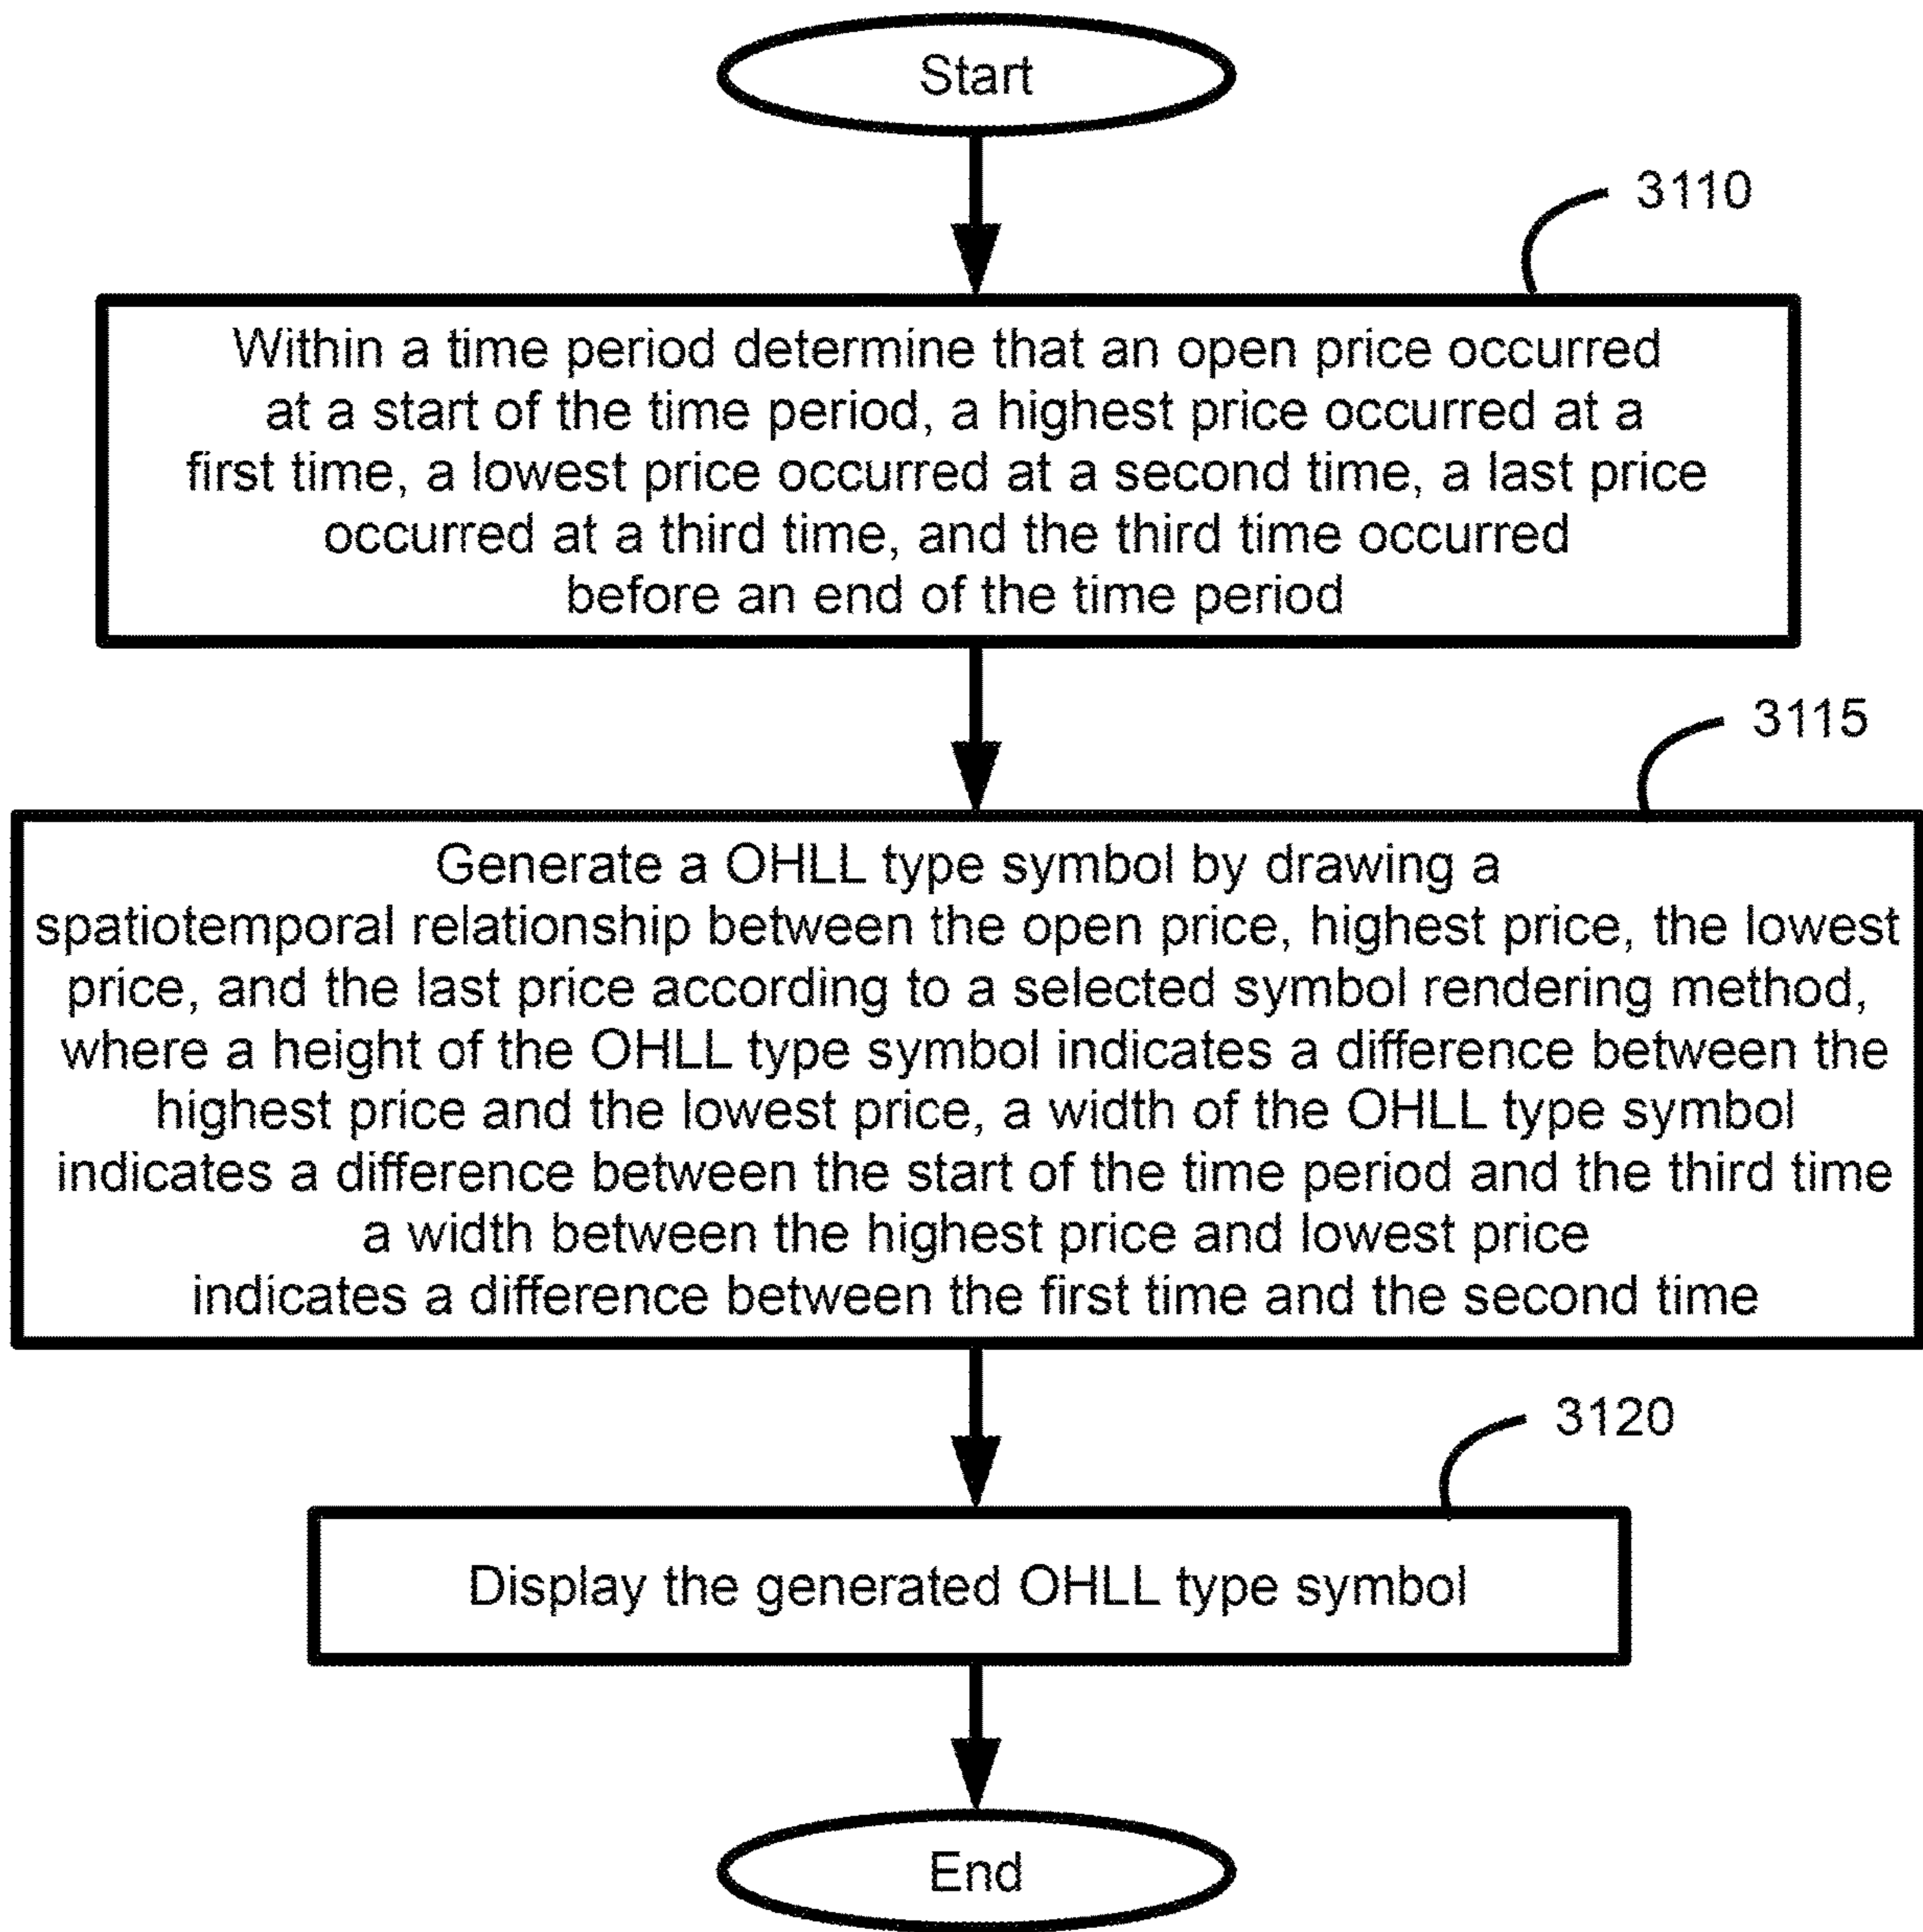 Start
3110
Within a time period determine that an open price occurred
at a start of the time period, a highest price occurred at a
first time, a lowest price occurred at a second time, a last price
occurred at a third time, and the third time occurred
before an end of the time period
3115
Generate a OHLL type symbol by drawing a
spatiotemporal relationship between the open price, highest price, the lowest
price, and the last price according to a selected symbol rendering method,
where a height of the OHLL type symbol indicates a difference between the
highest price and the lowest price, a width of the OHLL type symbol
indicates a difference between the start of the time period and the third time
a width between the highest price and lowest price
indicates a difference between the first time and the second time
3120
Display the generated OHLL type symbol
End